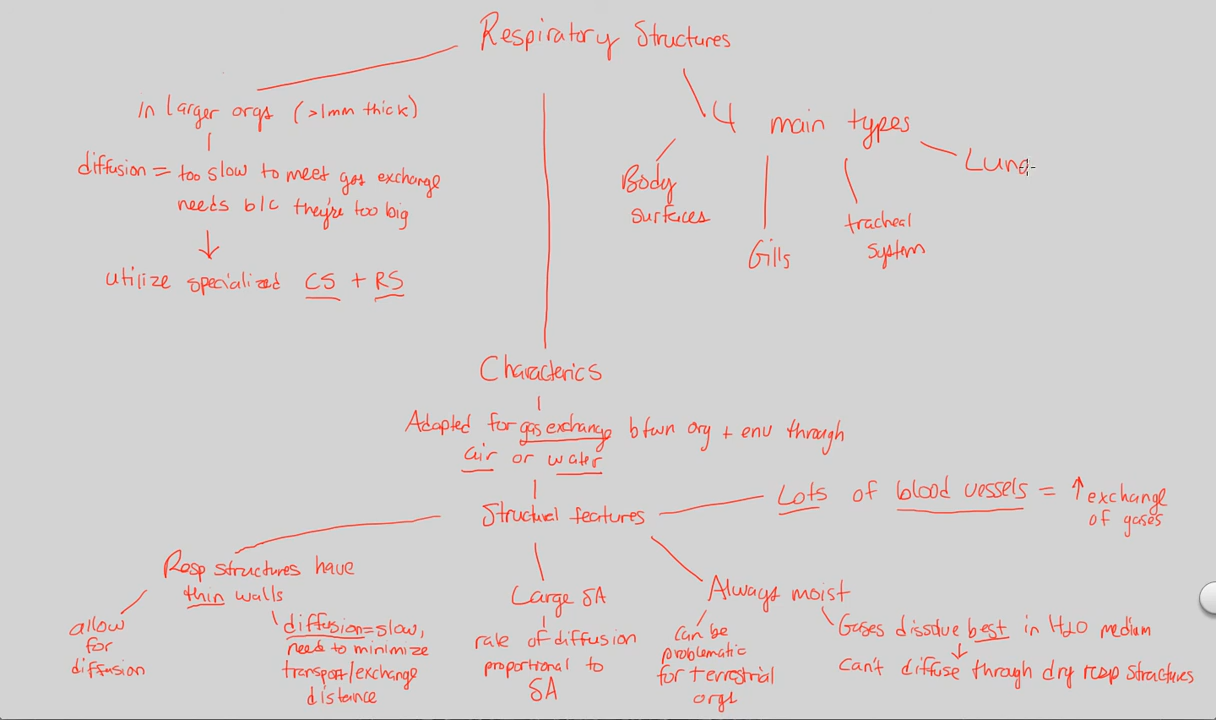 Respiratory Structures
In larger orgs (>1mm thick)
diffusion = too slow to meet gas exchange
needs b/c they're too big
utilize specialized CS + RS
4 main types
Body
surfaces
Gills
tracheal
system
Lung
Characterics
Adapted for gas exchange btwn org + env through
air or water
Structural features
Lots of blood vessels = ↑ exchange
of gases
Resp structures have
thin walls
allow
for
diffusion
diffusion = slow,
need to minimize
transport/exchange
distance
Large SA
rate of diffusion
proportional to
SA
Always moist
can be
problematic
for terrestrial
orgs
Gases dissolve best in H2O medium
can't diffuse through dry resp structures